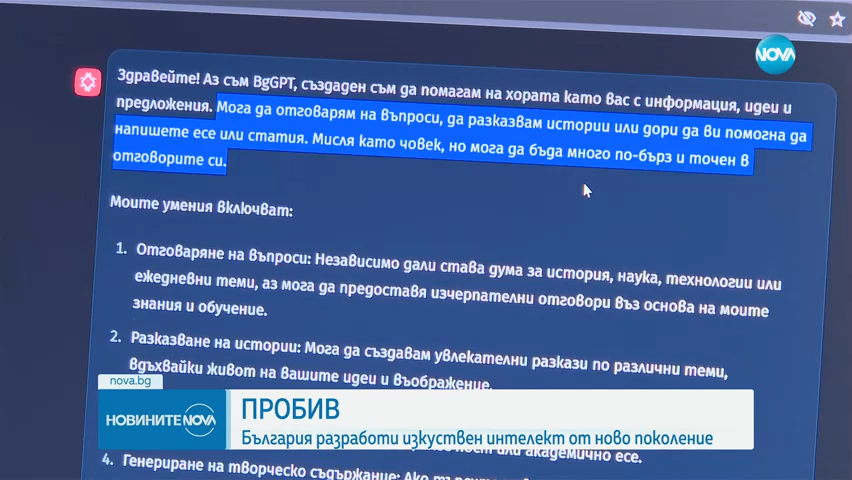 NOVA
Здравейте! Аз съм BgGPT, създаден съм да помагам на хората като вас с информация, идеи и
предложения. Мога да отговарям на въпроси, да разказвам истории или дори да ви помогна да
напишете есе или статия. Мисля като човек, но мога да бъда много по-бърз и точен в
отговорите си.
Моите умения включват:
1. Отговаряне на въпроси: Независимо дали става дума за история, наука, технологии или
ежедневни теми, аз мога да предоставя изчерпателни отговори въз основа на моите
знания и обучение.
2. Разказване на истории: Мога да създавам увлекателни разкази по различни теми,
вдъхвайки живот на вашите идеи и въображение.
nova.bg
НОВИНИТЕ NOVA
ПРОБИВ
България разработи изкуствен интелект от ново поколение
или академично есе.
4. Генериране на творческо съдържание: Ако